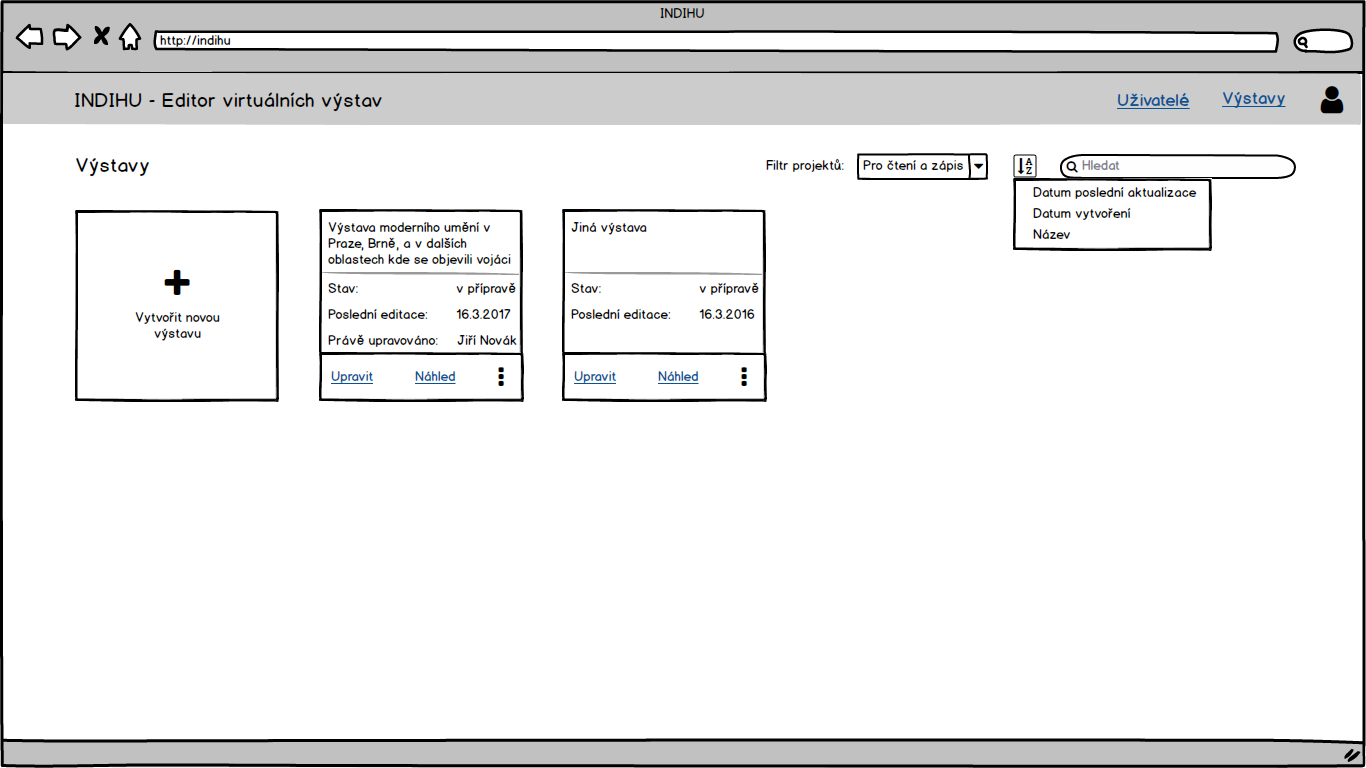 INDIHU
http://indihu
INDIHU - Editor virtuálních výstav
Uživatelé
Výstavy
Výstavy
Filtr projektů:
Pro čtení a zápis
A
Z
Hledat
Datum poslední aktualizace
Datum vytvoření
Název
Vytvořit novou
výstavu
Výstava moderního umění v
Praze, Brně, a v dalších
oblastech kde se objevili vojáci
Stav: v přípravě
Poslední editace: 16.3.2017
Právě upravováno: Jiří Novák
Upravit Náhled
Jiná výstava
Stav: v přípravě
Poslední editace: 16.3.2016
Upravit Náhled